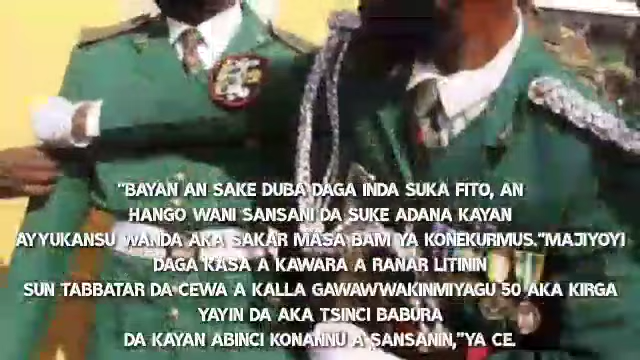 "BAYAN AN SAKE DUBA DAGA INDA SUKA FITO, AN
HANGO WANI SANSANI DA SUKE ADANA KAYAN
AYYUKANSU WANDA AKA SAKAR MASA BAM YA KONEKURMUS."MAJIYOYI
DAGA KASA A KAWARA A RANAR LITININ
SUN TABBATAR DA CEWA A KALLA GAWAWWAKINMIYAGU 50 AKA KIRGA
YAYIN DA AKA TSINCI BABURA
DA KAYAN ABINCI KONANNU A SANSANIN,"YA CE.